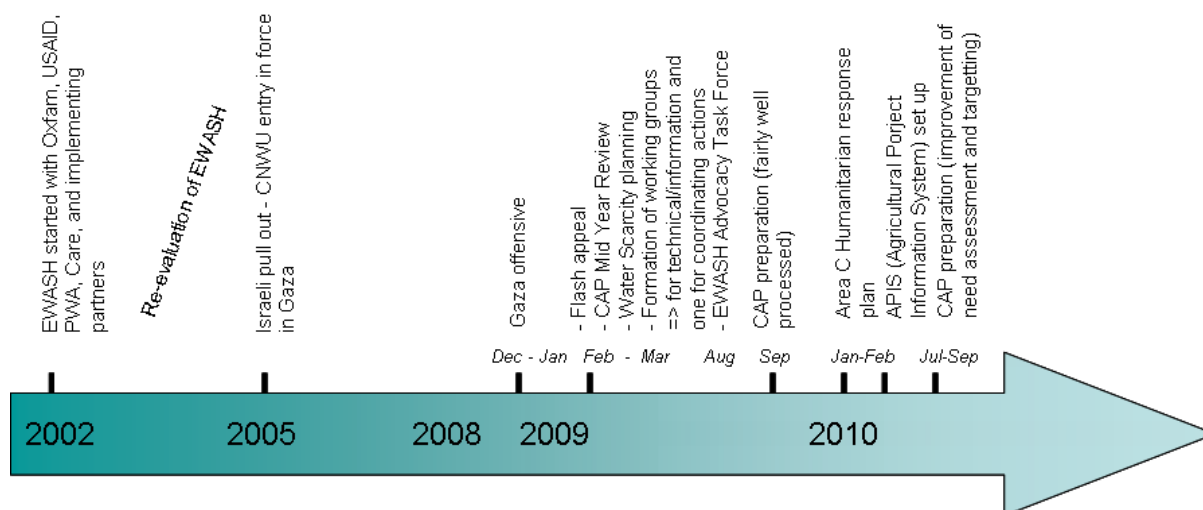 EWASH started with Oxfam, USAID,
PWA, Care, and implementing
partners
Re-evaluation of EWASH
Israeli pull out - CNWU entry in force
in Gaza
Gaza offensive
- Flash appeal
- CAP Mid Year Review
- Water Scarcity planning
- Formation of working groups
=> for technical/information and
one for coordinating actions
- EWASH Advocacy Task Force
CAP preparation (fairly well
processed)
Area C Humanitarian response
plan
APIS (Agricultural Porject
Information System) set up
CAP preparation (improvement of
need assessment and targetting)
Dec - Jan Feb - Mar Aug Sep Jan-Feb Jul-Sep
2002 2005 2008 2009 2010